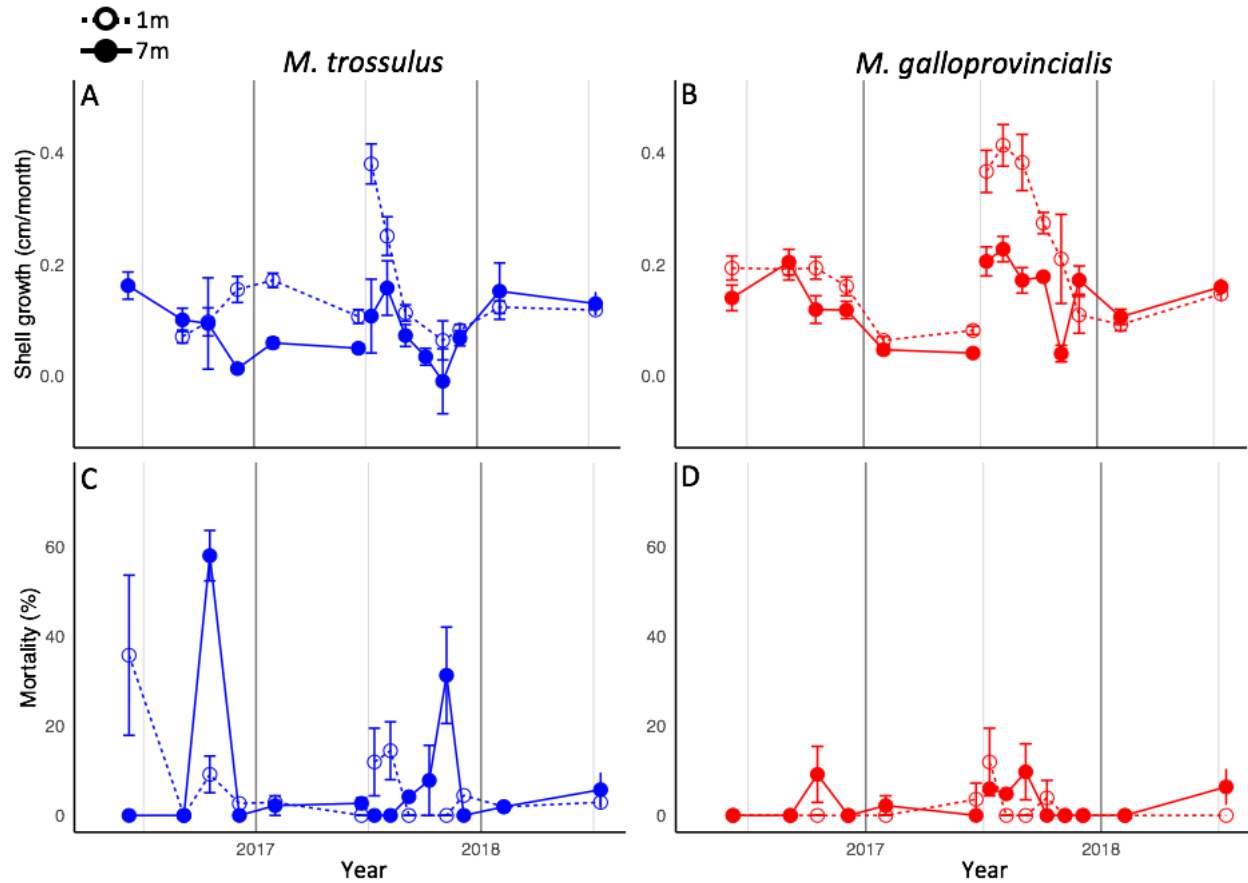 1m
7m
M. trossulus
M. galloprovincialis
A
B
Shell growth (cm/month)
0.4
0.2
0.0
0.4
0.2
0.0
C
D
Mortality (%)
60
40
20
0
60
40
20
0
2017
2018
2017
2018
Year
Year